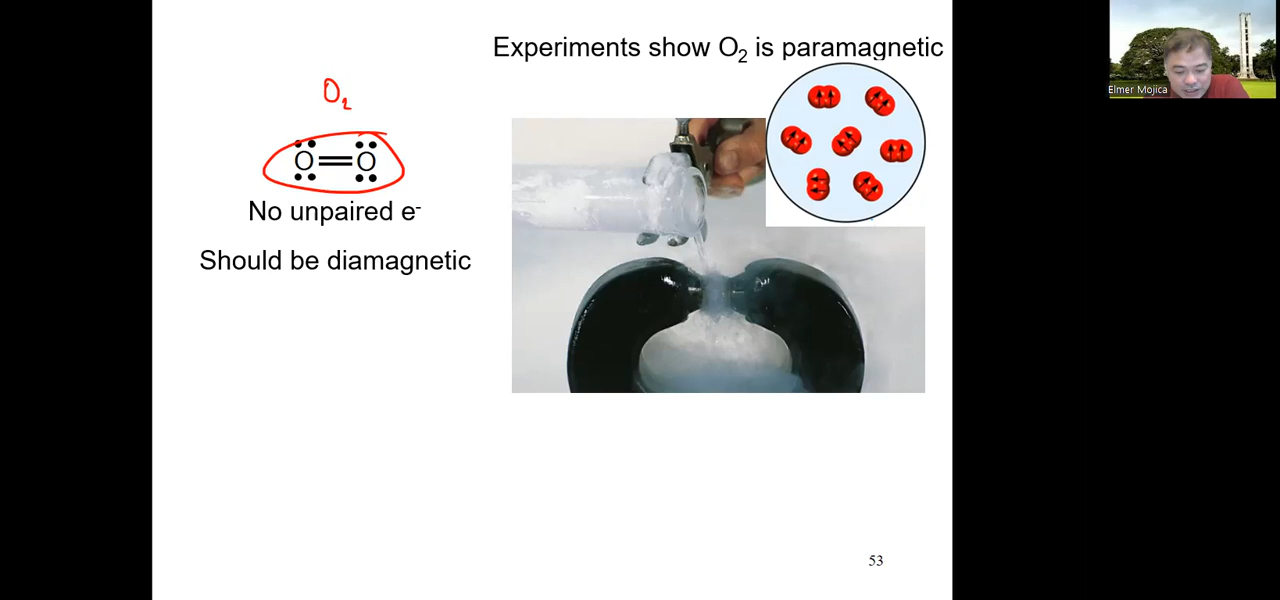 Experiments show O₂ is paramagnetic
O₂
O=O
No unpaired e⁻
Should be diamagnetic
53
Elmer Mojica